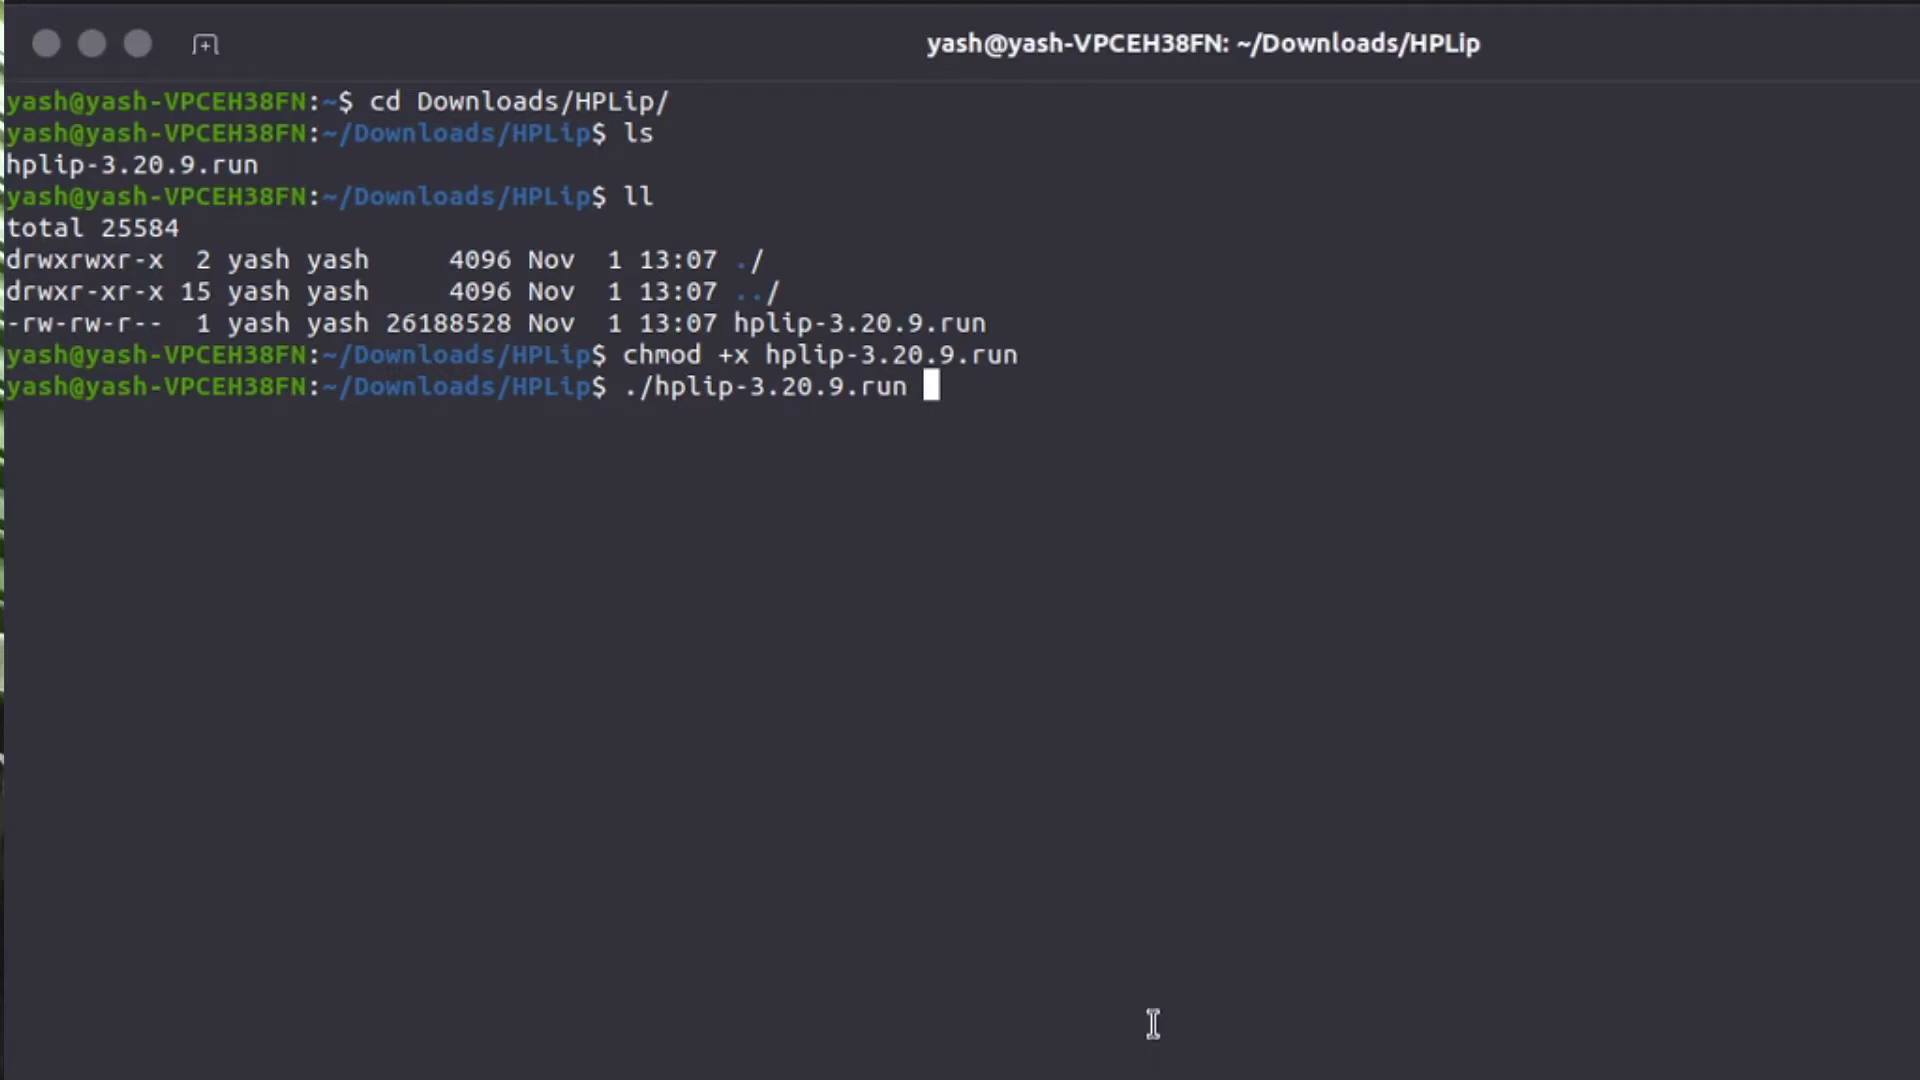 yash@yash-VPCEH38FN: ~/Downloads/HPLip
yash@yash-VPCEH38FN:~$ cd Downloads/HPLip/
yash@yash-VPCEH38FN:~/Downloads/HPLip$ ls
hplip-3.20.9.run
yash@yash-VPCEH38FN:~/Downloads/HPLip$ ll
total 25584
drwxrwxr-x  2 yash yash     4096 Nov  1 13:07 ./
drwxr-xr-x 15 yash yash     4096 Nov  1 13:07 ../
-rw-rw-r--  1 yash yash 26188528 Nov  1 13:07 hplip-3.20.9.run
yash@yash-VPCEH38FN:~/Downloads/HPLip$ chmod +x hplip-3.20.9.run
yash@yash-VPCEH38FN:~/Downloads/HPLip$ ./hplip-3.20.9.run